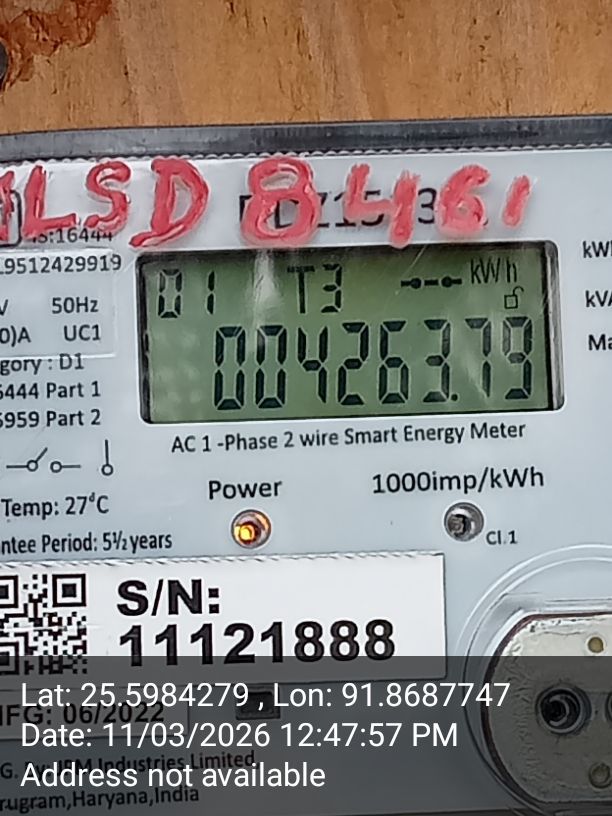 LSD 8461
IS:16444
9512429919
V 50Hz
0)A UC1
gory : D1
6444 Part 1
5959 Part 2
01 T3 kWh
004263.79
AC 1 -Phase 2 wire Smart Energy Meter
Temp: 27°C
Power 1000imp/kWh
Cl.1
ntee Period: 5½ years
S/N:
11121888
MFG: 06/2022
Industries Limited
rugram,Haryana,India
Lat: 25.5984279 , Lon: 91.8687747
Date: 11/03/2026 12:47:57 PM
Address not available